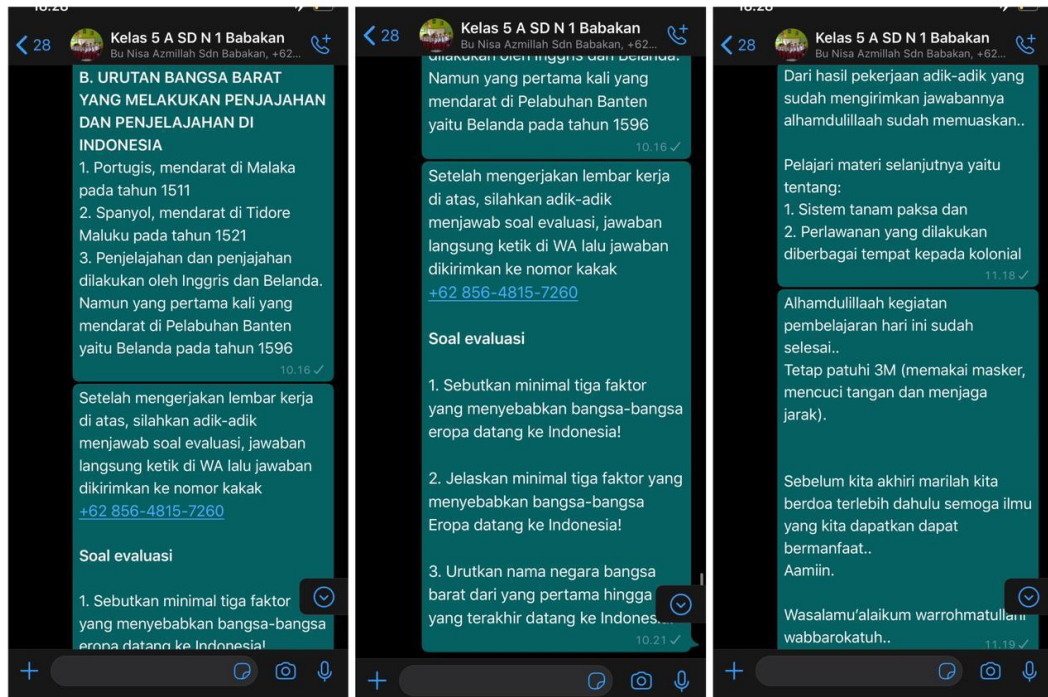 28
Kelas 5 A SD N 1 Babakan
Bu Nisa Azmillah Sdn Babakan, +62...
B. URUTAN BANGSA BARAT
YANG MELAKUKAN PENJAJAHAN
DAN PENJELAJAHAN DI
INDONESIA
1. Portugis, mendarat di Malaka
pada tahun 1511
2. Spanyol, mendarat di Tidore
Maluku pada tahun 1521
3. Penjelajahan dan penjajahan
dilakukan oleh Inggris dan Belanda.
Namun yang pertama kali yang
mendarat di Pelabuhan Banten
yaitu Belanda pada tahun 1596
10.16
Setelah mengerjakan lembar kerja
di atas, silahkan adik-adik
menjawab soal evaluasi, jawaban
langsung ketik di WA lalu jawaban
dikirimkan ke nomor kakak
+62 856-4815-7260
Soal evaluasi
1. Sebutkan minimal tiga faktor
yang menyebabkan bangsa-bangsa
eropa datang ke Indonesia!
28
Kelas 5 A SD N 1 Babakan
Bu Nisa Azmillah Sdn Babakan, +62...
dilakukan oleh Inggris dan Belanda.
Namun yang pertama kali yang
mendarat di Pelabuhan Banten
yaitu Belanda pada tahun 1596
10.16
Setelah mengerjakan lembar kerja
di atas, silahkan adik-adik
menjawab soal evaluasi, jawaban
langsung ketik di WA lalu jawaban
dikirimkan ke nomor kakak
+62 856-4815-7260
Soal evaluasi
1. Sebutkan minimal tiga faktor
yang menyebabkan bangsa-bangsa
eropa datang ke Indonesia!
2. Jelaskan minimal tiga faktor yang
menyebabkan bangsa-bangsa
Eropa datang ke Indonesia!
3. Urutkan nama negara bangsa
barat dari yang pertama hingga
yang terakhir datang ke
10.21
28
Kelas 5 A SD N 1 Babakan
Bu Nisa Azmillah Sdn Babakan, +62...
Dari hasil pekerjaan adik-adik yang
sudah mengirimkan jawabannya
alhamdulillaah sudah memuaskan..
Pelajari materi selanjutnya yaitu
tentang:
1. Sistem tanam paksa dan
2. Perlawanan yang dilakukan
diberbagai tempat kepada kolonial
11.18
Alhamdulillaah kegiatan
pembelajaran hari ini sudah
selesai..
Tetap patuhi 3M (memakai masker,
mencuci tangan dan menjaga
jarak).
Sebelum kita akhiri marilah kita
berdoa terlebih dahulu semoga ilmu
yang kita dapatkan dapat
bermanfaat..
Aamiin.
Wasalamu'alaikum warrohmatullahi
wabbarokatuh..
11.19